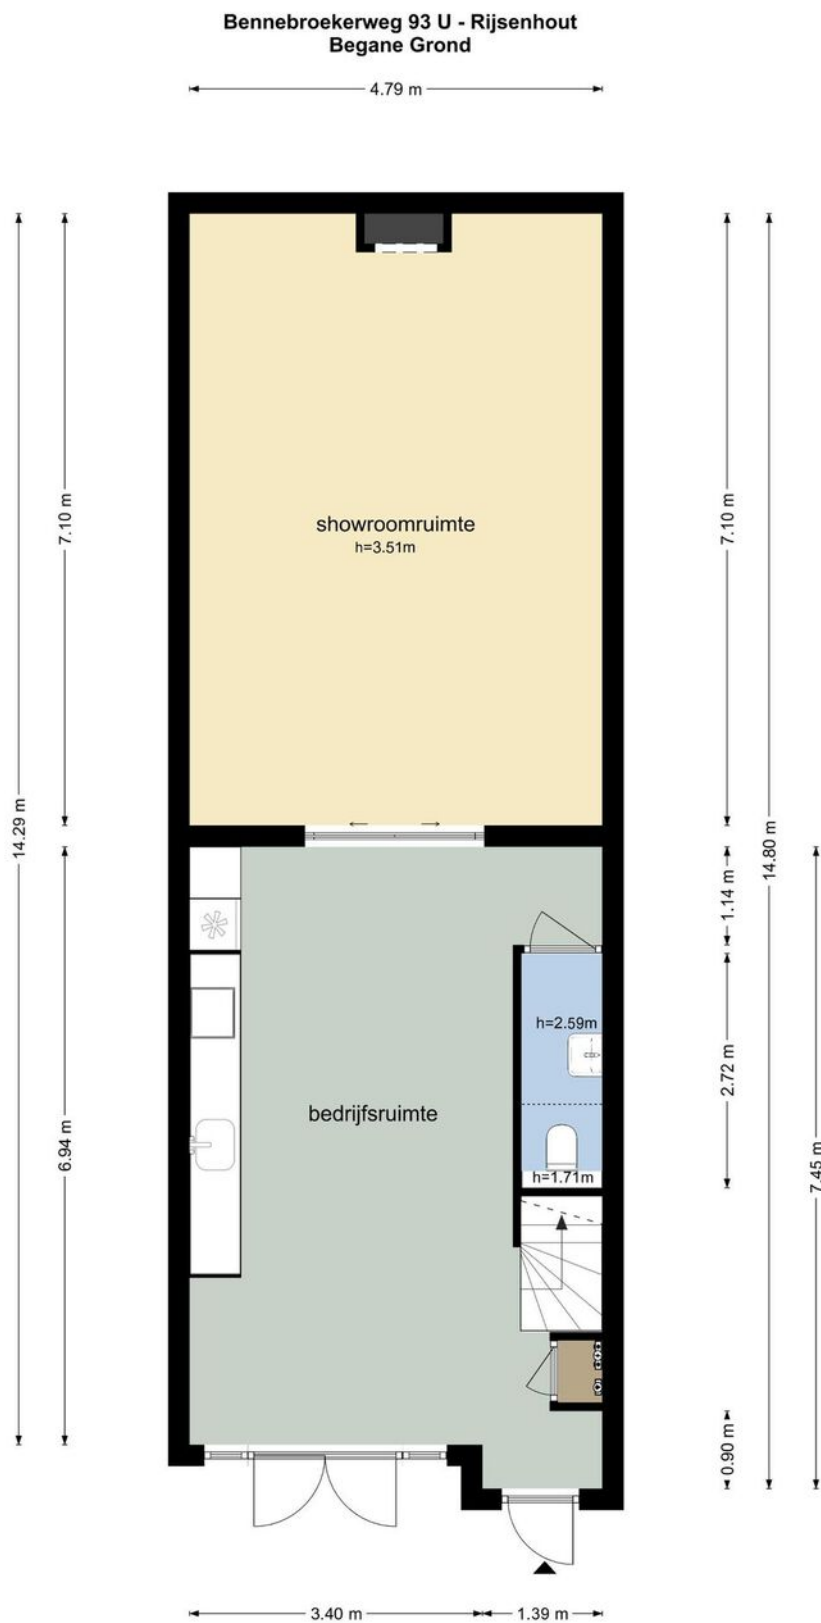 Bennebroekerweg 93 U - Rijsenhout
Begane Grond
4.79 m
7.10 m
7.10 m
showroomruimte
h=3.51m
14.29 m
14.80 m
1.14 m
h=2.59m
2.72 m
bedrijfsruimte
6.94 m
7.45 m
h=1.71m
0.90 m
3.40 m
1.39 m